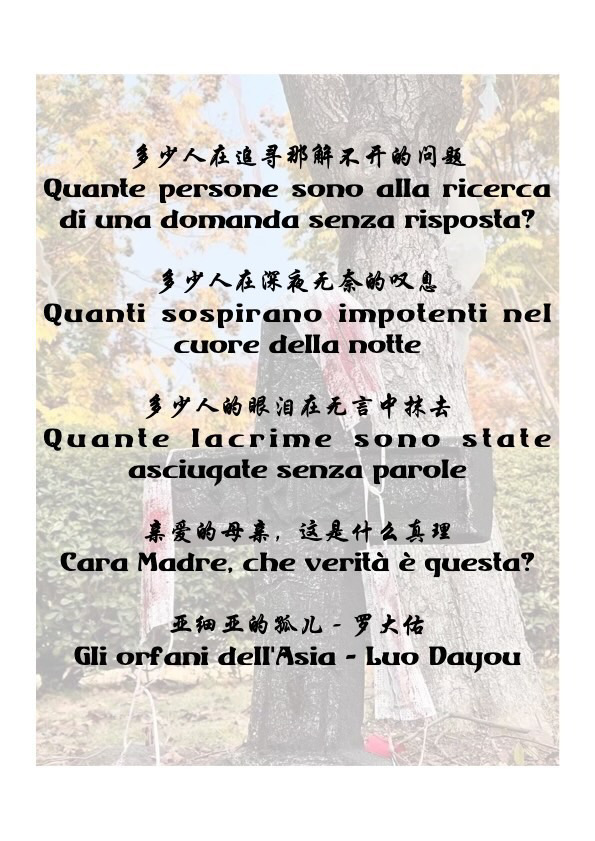 多少人在追寻那解不开的问题
Quante persone sono alla ricerca
di una domanda senza risposta?
多少人在深夜无奈的叹息
Quanti sospirano impotenti nel
cuore della notte
多少人的眼泪在无言中抹去
Quante lacrime sono state
asciugate senza parole
亲爱的母亲，这是什么真理
Cara Madre, che verità è questa?
亚细亚的孤儿 - 罗大佑
Gli orfani dell'Asia - Luo Dayou